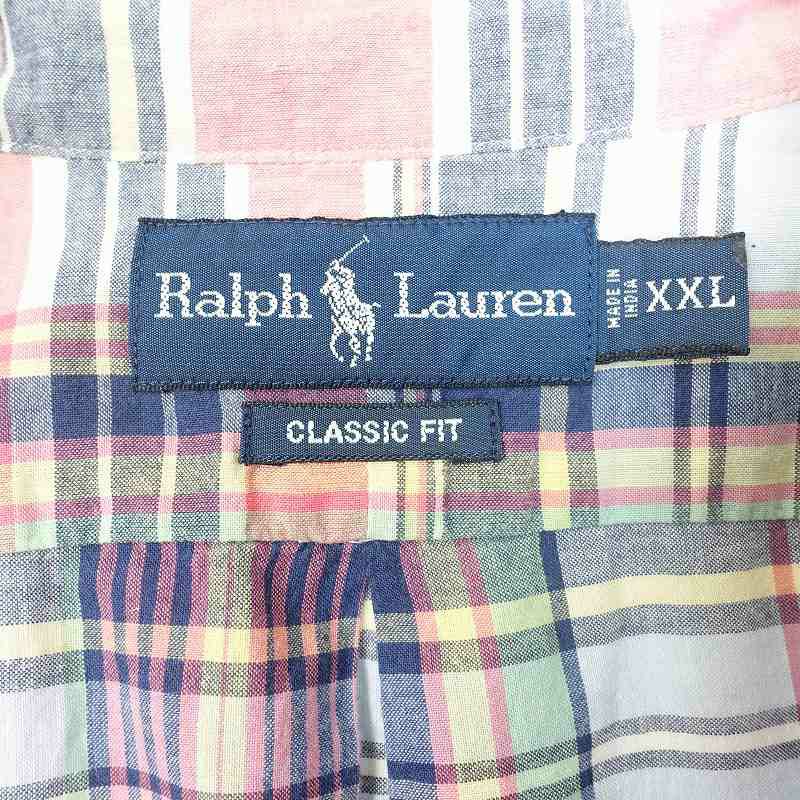 Ralph Lauren
MADE IN
INDIA
XXL
CLASSIC FIT